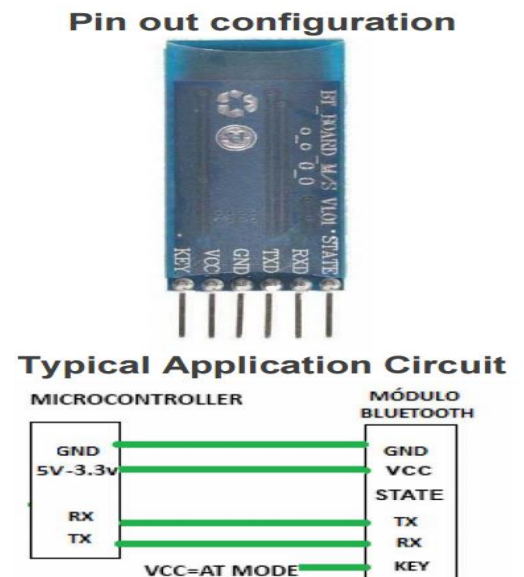 Pin out configuration
BT_BOARD M/S V1.01
KEY
VCC
GND
TXD
RXD
STATE
Typical Application Circuit
MICROCONTROLLER
MÓDULO
BLUETOOTH
GND
5V-3.3v
RX
TX
GND
VCC
STATE
TX
RX
KEY
VCC=AT MODE